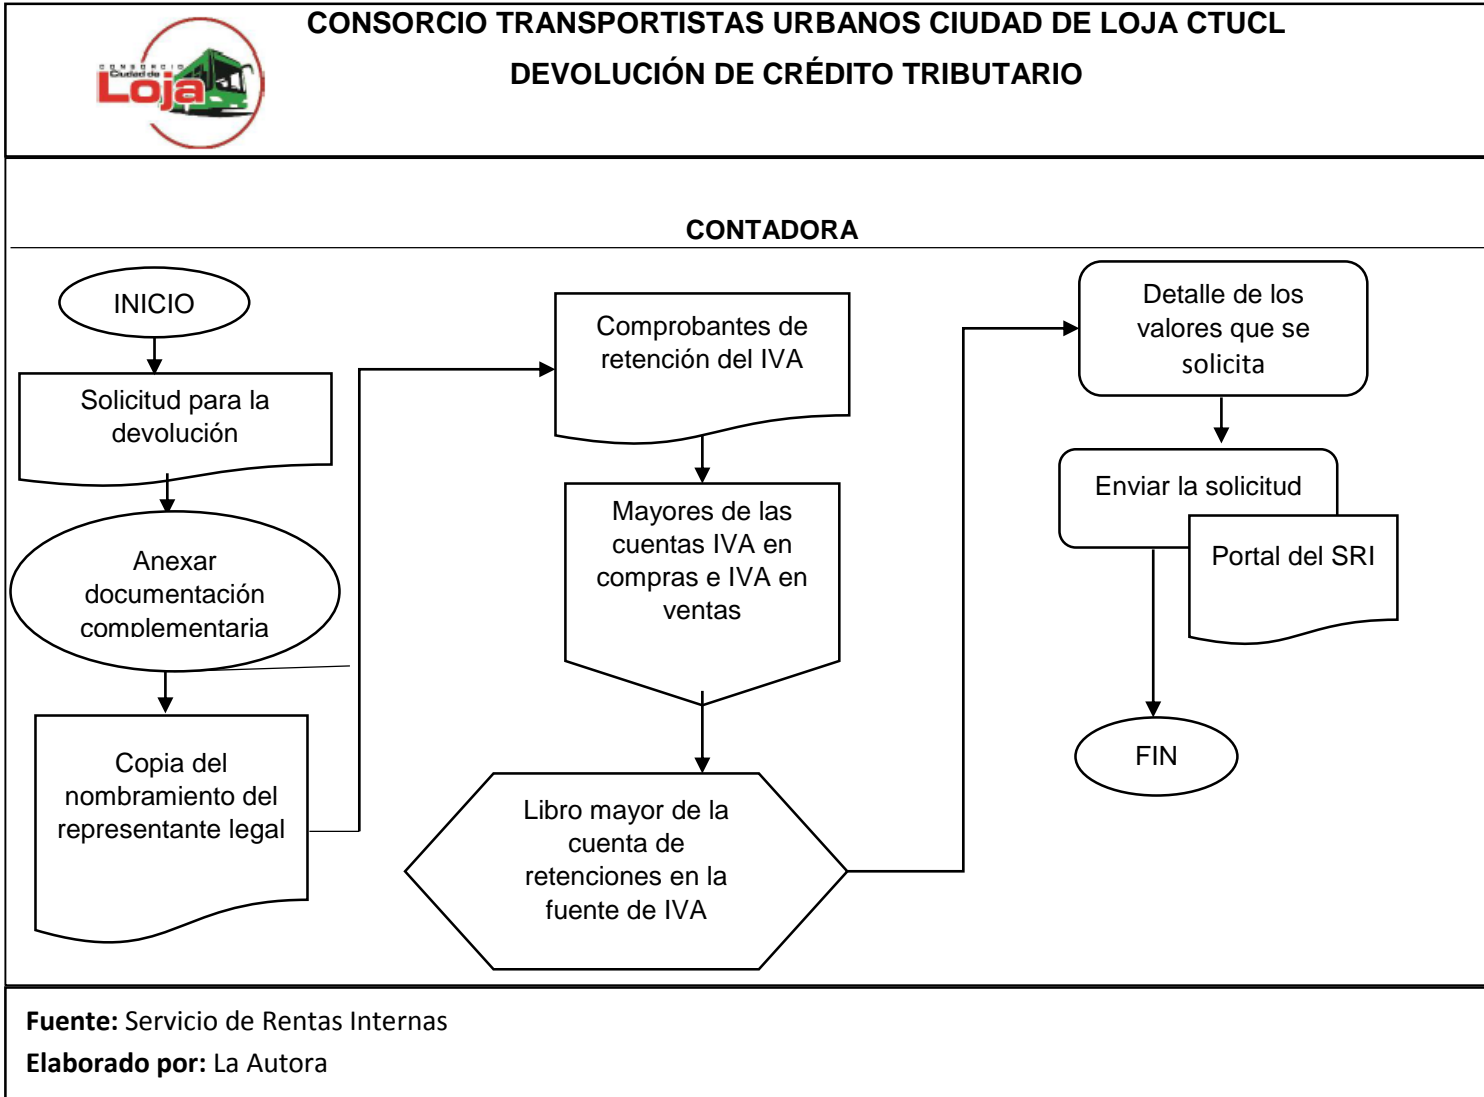 CONSORCIO TRANSPORTISTAS URBANOS CIUDAD DE LOJA CTUCL
DEVOLUCIÓN DE CRÉDITO TRIBUTARIO
CONSORCIO
Ciudad de
Loja
CONTADORA
INICIO
Solicitud para la
devolución
Anexar
documentación
complementaria
Copia del
nombramiento del
representante legal
Comprobantes de
retención del IVA
Mayores de las
cuentas IVA en
compras e IVA en
ventas
Libro mayor de la
cuenta de
retenciones en la
fuente de IVA
Detalle de los
valores que se
solicita
Enviar la solicitud
Portal del SRI
FIN
Fuente: Servicio de Rentas Internas
Elaborado por: La Autora